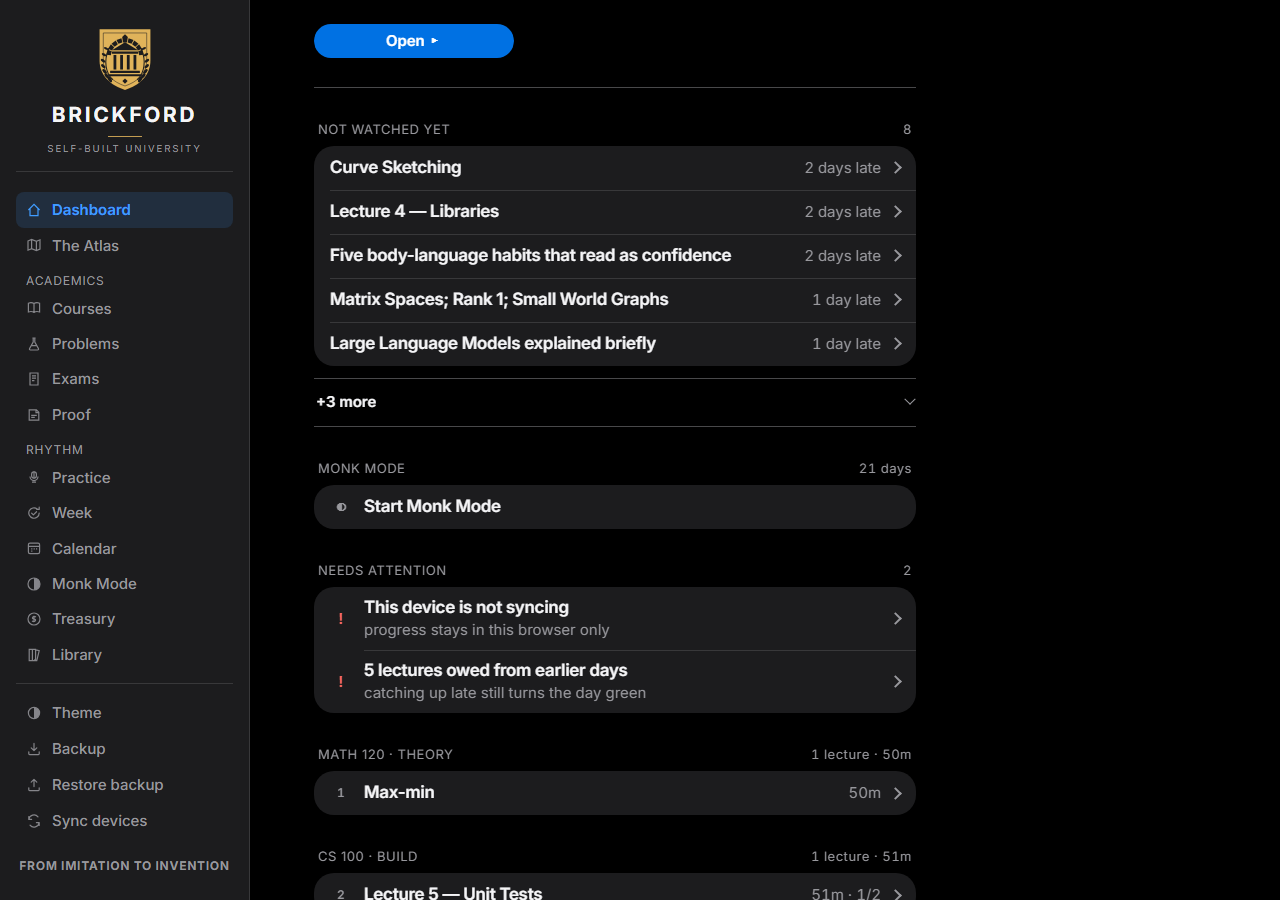 BRICKFORD
SELF-BUILT UNIVERSITY
Dashboard
The Atlas
ACADEMICS
Courses
Problems
Exams
Proof
RHYTHM
Practice
Week
Calendar
Monk Mode
Treasury
Library
Theme
Backup
Restore backup
Sync devices
FROM IMITATION TO INVENTION
Open
NOT WATCHED YET 8
Curve Sketching 2 days late
Lecture 4 — Libraries 2 days late
Five body-language habits that read as confidence 2 days late
Matrix Spaces; Rank 1; Small World Graphs 1 day late
Large Language Models explained briefly 1 day late
+3 more
MONK MODE 21 days
Start Monk Mode
NEEDS ATTENTION 2
! This device is not syncing
progress stays in this browser only
! 5 lectures owed from earlier days
catching up late still turns the day green
MATH 120 · THEORY 1 lecture · 50m
1 Max-min 50m
CS 100 · BUILD 1 lecture · 51m
2 Lecture 5 — Unit Tests 51m · 1/2